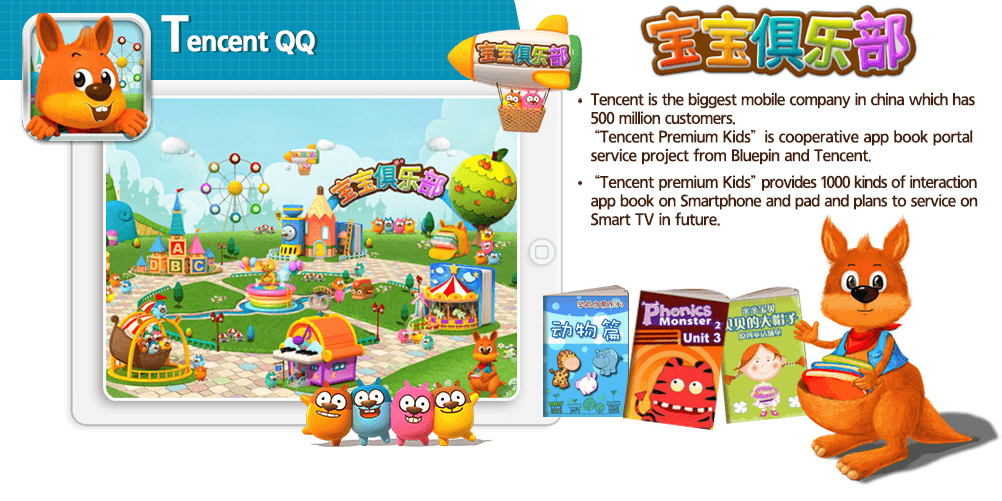 Tencent QQ
宝宝俱乐部
宝宝俱乐部
• Tencent is the biggest mobile company in china which has
500 million customers.
“Tencent Premium Kids” is cooperative app book portal
service project from Bluepin and Tencent.
• “Tencent premium Kids” provides 1000 kinds of interaction
app book on Smartphone and pad and plans to service on
Smart TV in future.
宝宝俱乐部
A
B C
动物篇
Phonics
Monster 2
Unit 3
贝贝的大帽子